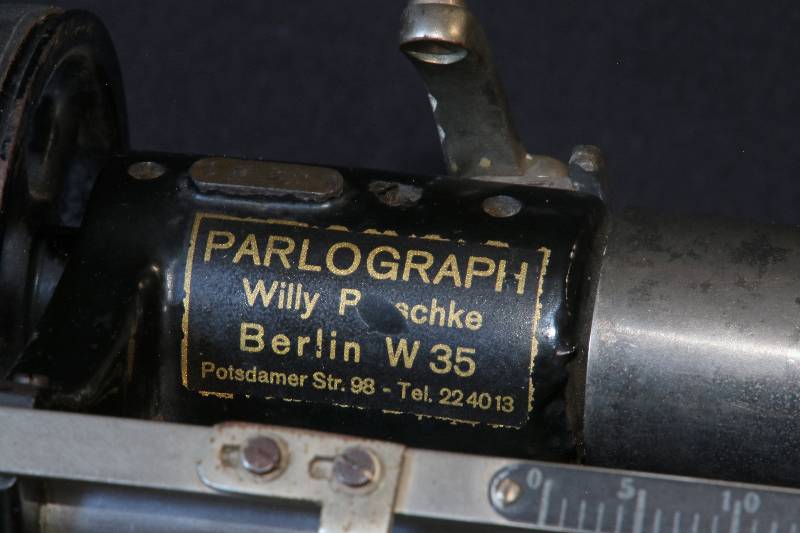 PARLOGRAPH
Willy
Berlin W 35
Potsdamer Str. 98 - Tel. 224013
0 5 10